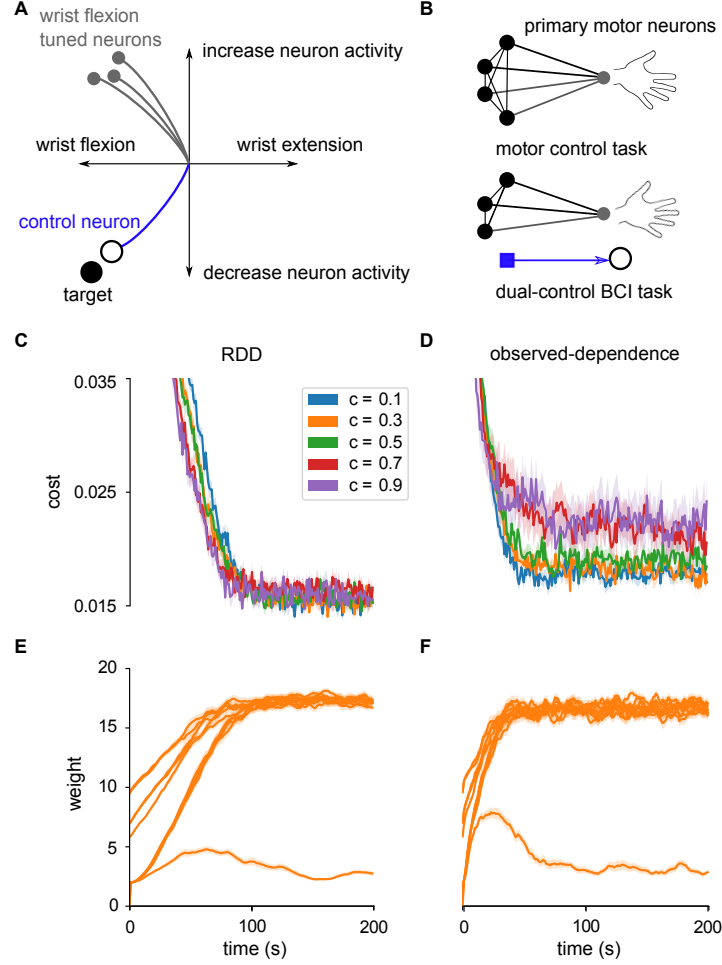 A
wrist flexion
tuned neurons
increase neuron activity
wrist flexion
wrist extension
control neuron
target
decrease neuron activity
B
primary motor neurons
motor control task
dual-control BCI task
C
RDD
0.035
0.025
0.015
cost
c = 0.1
c = 0.3
c = 0.5
c = 0.7
c = 0.9
D
observed-dependence
E
20
15
10
5
0
weight
0
100
200
time (s)
F
0
100
200
time (s)